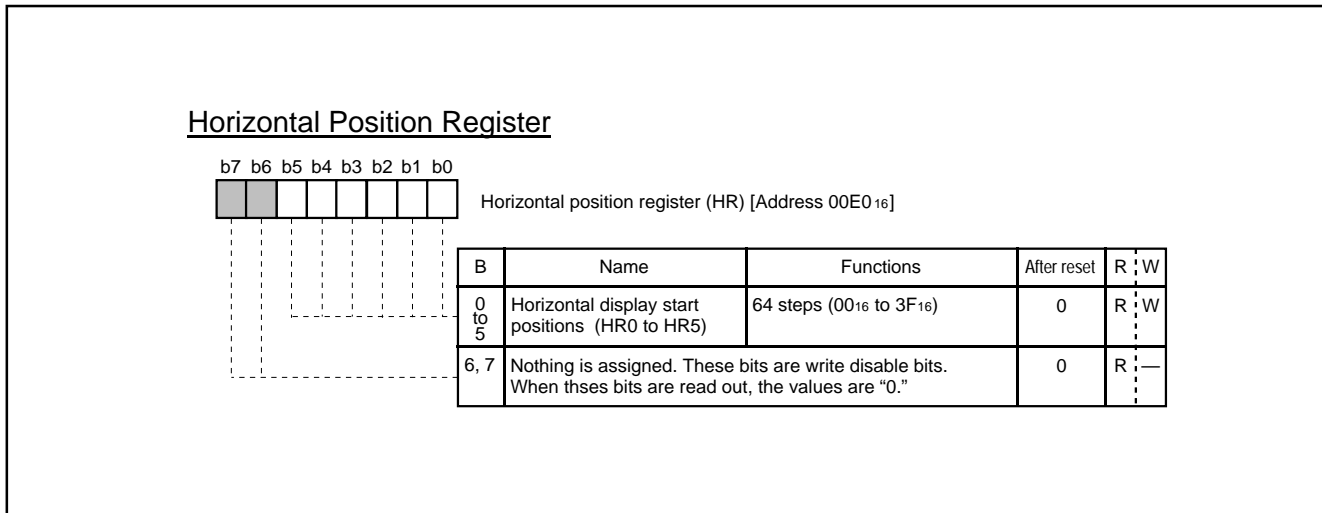 Horizontal Position Register
b7 b6 b5 b4 b3 b2 b1 b0
Horizontal position register (HR) [Address 00E016]
B Name Functions After reset R W
0 to 5 Horizontal display start positions (HR0 to HR5) 64 steps (0016 to 3F16) 0 R W
6, 7 Nothing is assigned. These bits are write disable bits. 0 R —
When thses bits are read out, the values are “0.”